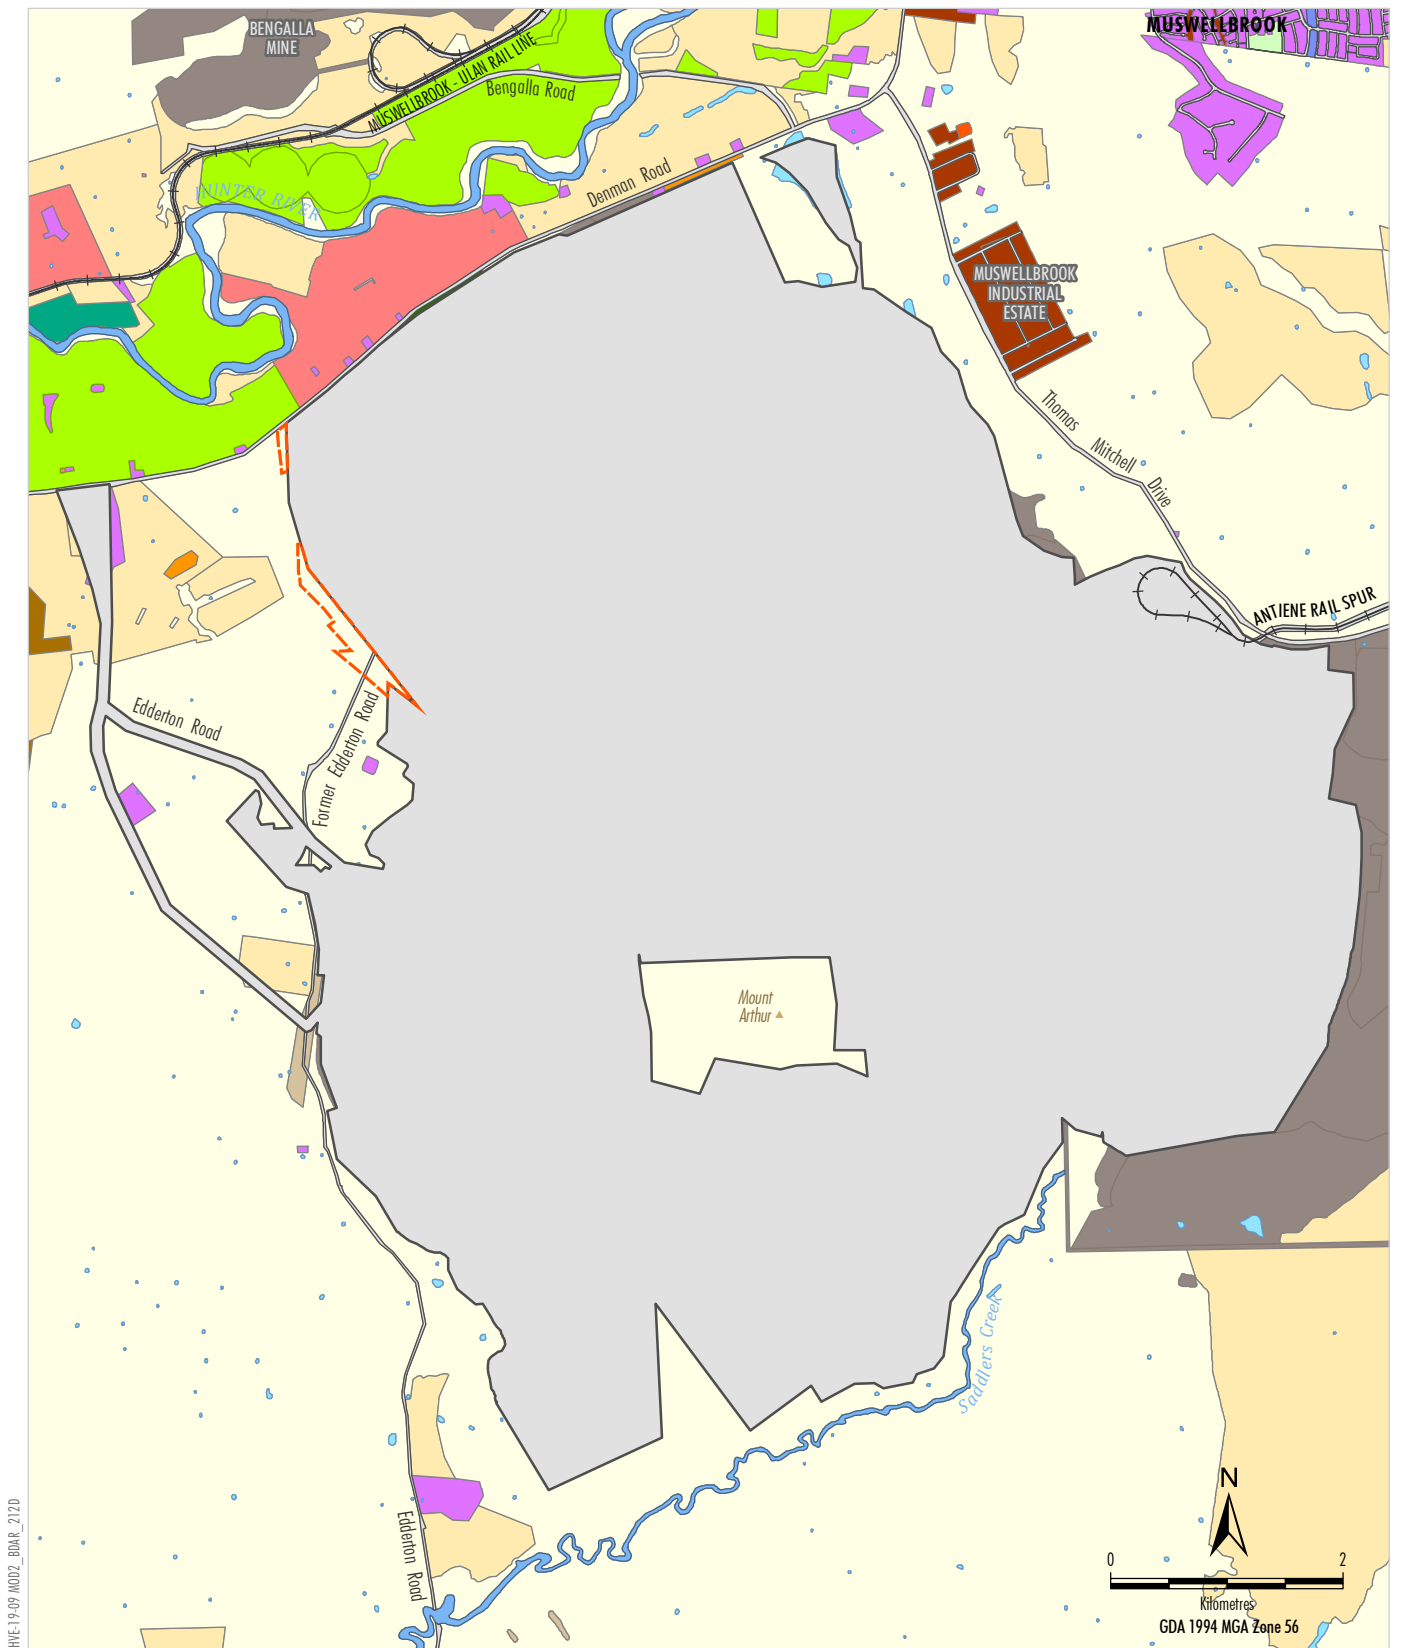 BENGALLA
MINE
MUSWELLBROOK
MUSWELLBROOK - ULAN RAIL LINE
Bengalla Road
WINTER RIVER
Denman Road
MUSWELLBROOK
INDUSTRIAL
ESTATE
Thomas Mitchell Drive
ANTIENE RAIL SPUR
Edderton Road
Former Edderton Road
Mount
Arthur
Saddlers Creek
Edderton Road
N
0 2
Kilometres
GDA 1994 MGA Zone 56
HVE-19-09 MOD2_BDAR_212D